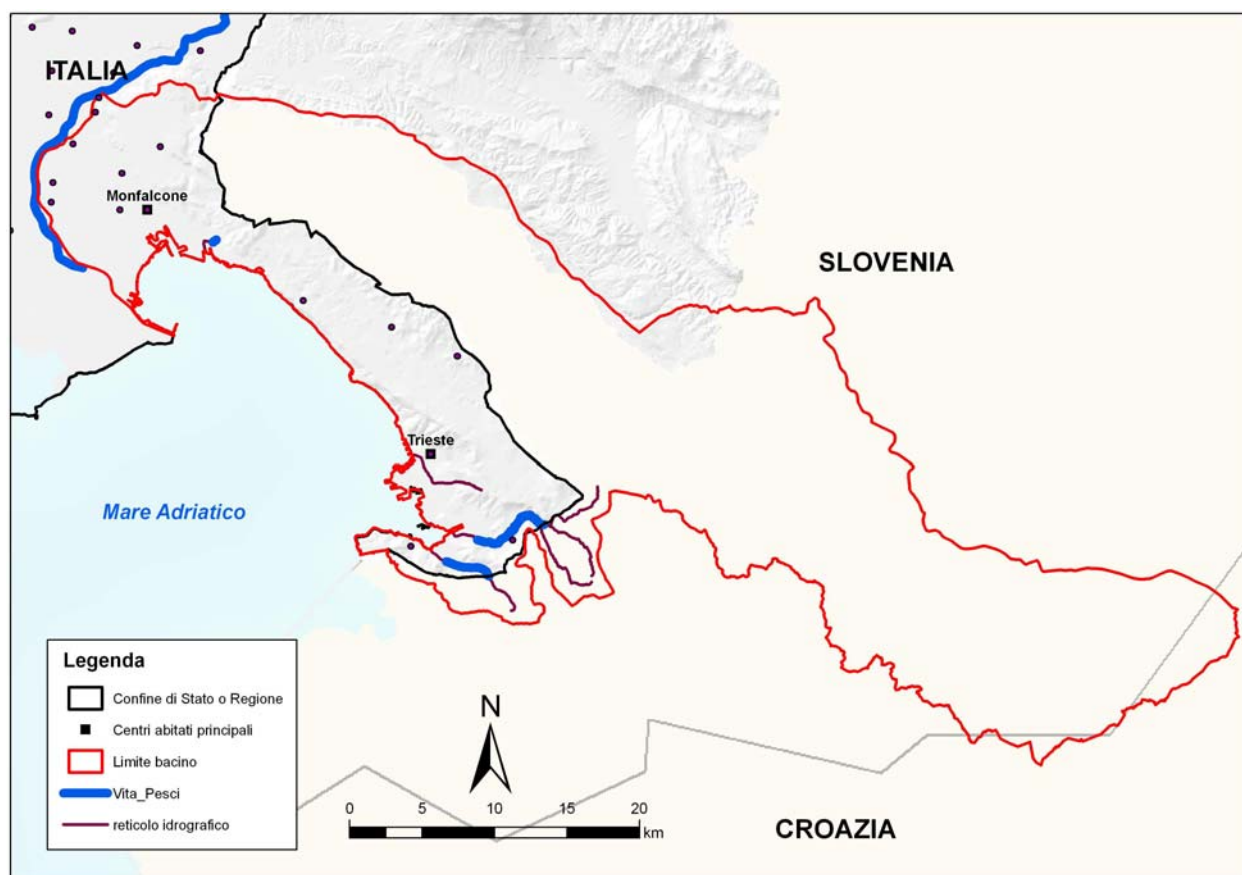 ITALIA
Monfalcone
SLOVENIA
Trieste
Mare Adriatico
Legenda
Confine di Stato o Regione
Centri abitati principali
Limite bacino
Vita_Pesci
reticolo idrografico
N
0 5 10 15 20
km
CROAZIA